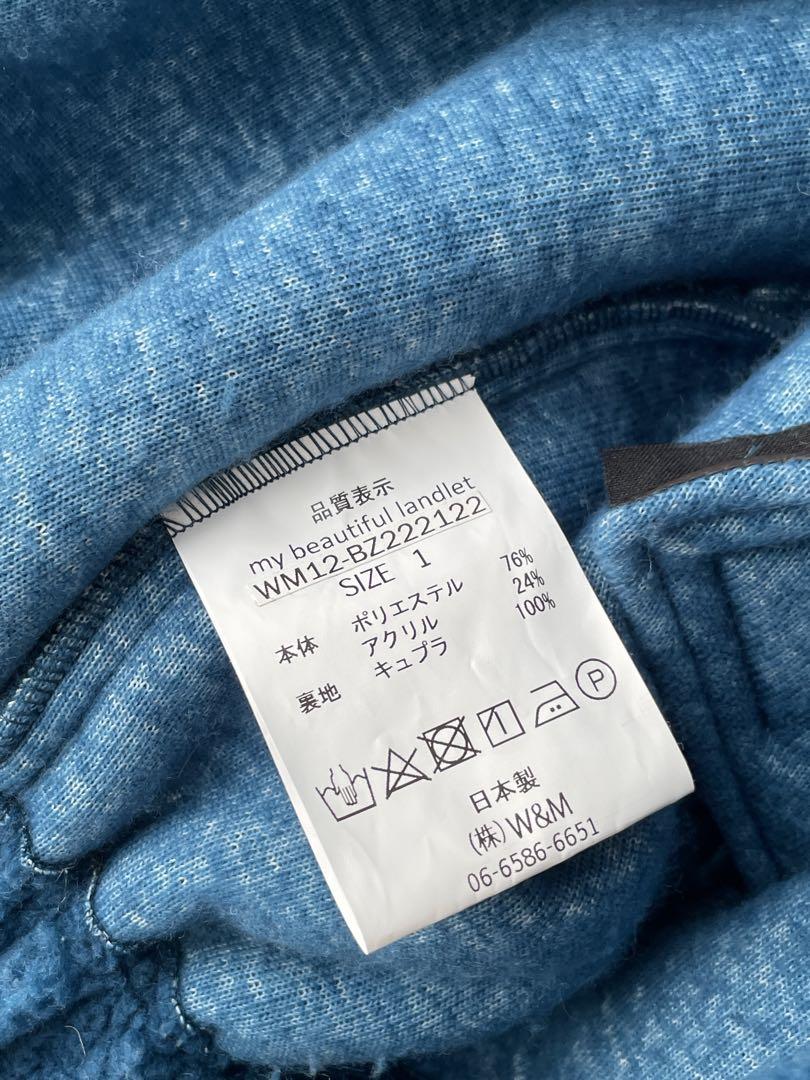 品質表示
my beautiful landlet
WM12-BZ222122
SIZE 1
本体 ポリエステル 76%
アクリル 24%
裏地 キュプラ 100%
P
日本製
(株)W&M
06-6586-6651